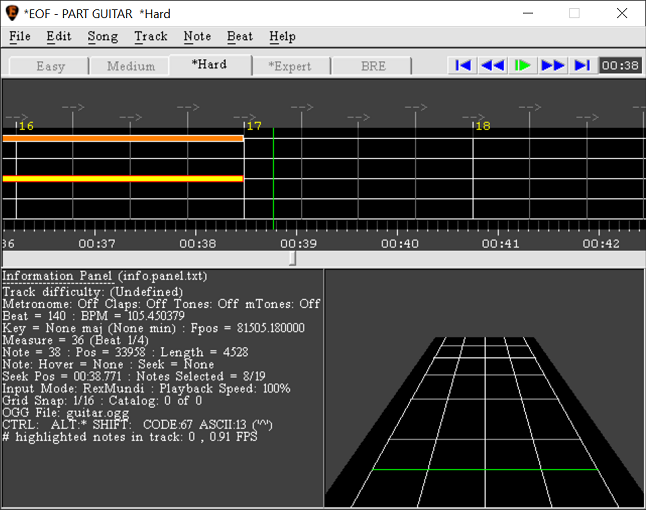 *EOF - PART GUITAR *Hard
File Edit Song Track Note Beat Help
Easy Medium *Hard *Expert BRE 00:38
--> --> --> --> --> --> -->
--> --> --> --> --> -->
16 17 18
36 00:37 00:38 00:39 00:40 00:41 00:42
Information Panel (info.panel.txt)
----------------------------
Track difficulty: (Undefined)
Metronome: Off Claps: Off Tones: Off mTones: Off
Beat = 140 : BPM = 105.450379
Key = None maj (None min) : Fpos = 81505.180000
Measure = 36 (Beat 1/4)
Note = 38 : Pos = 33958 : Length = 4528
Note: Hover = None : Seek = None
Seek Pos = 00:38.771 : Notes Selected = 8/19
Input Mode: RexMundi : Playback Speed: 100%
Grid Snap: 1/16 : Catalog: 0 of 0
OGG File: guitar.ogg
CTRL: ALT:* SHIFT: CODE:67 ASCII:13 ('^')
# highlighted notes in track: 0 , 0.91 FPS